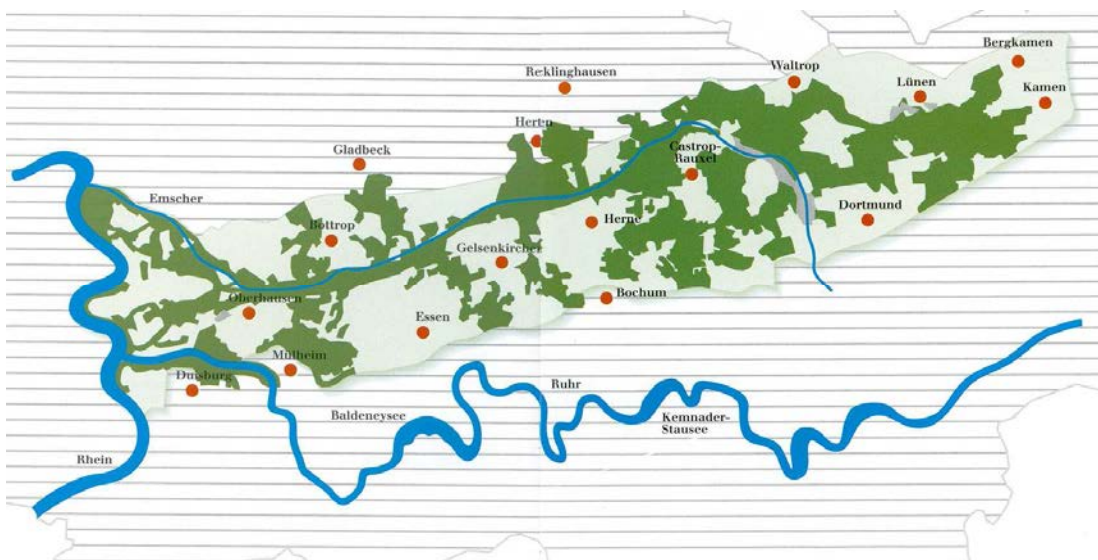 Bergkamen
Waltrop
Reklinghausen
Lünen
Kamen
Herten
Gladbeck
Castrop-
Rauxel
Emscher
Dortmund
Herne
Bottrop
Gelsenkirchen
Bochum
Oberhausen
Essen
Mülheim
Duisburg
Ruhr
Baldeneysee
Kemnader-
Stausee
Rhein